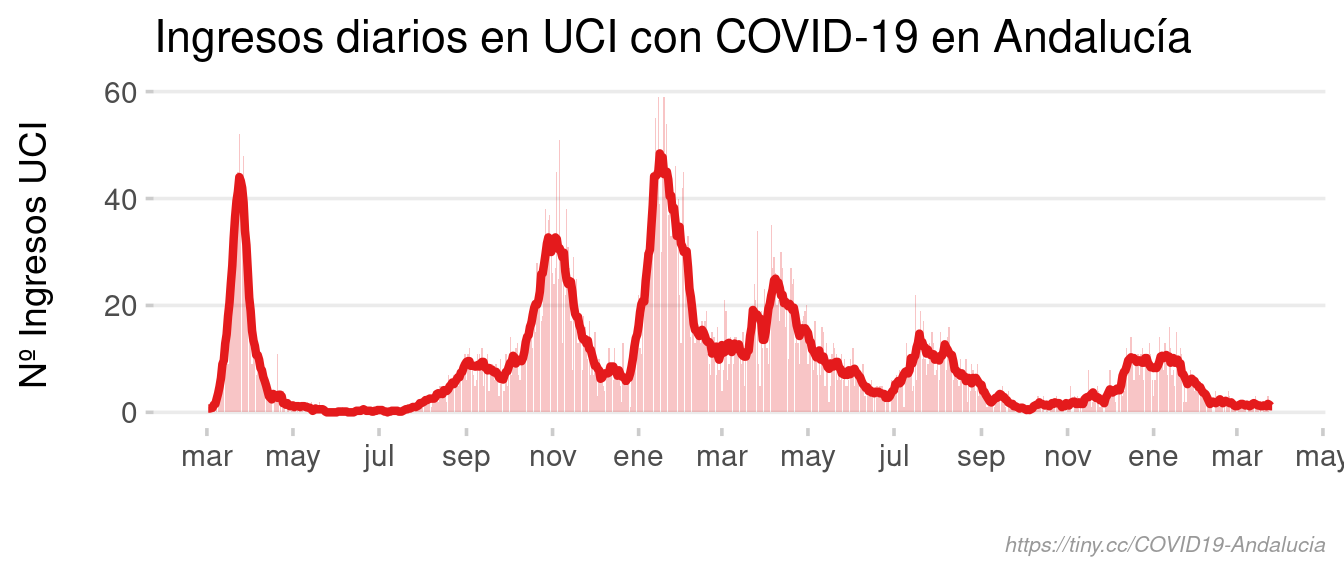 Ingresos diarios en UCI con COVID-19 en Andalucía
Nº Ingresos UCI
60
40
20
0
mar may jul sep nov ene mar may jul sep nov ene mar may
https://tiny.cc/COVID19-Andalucia